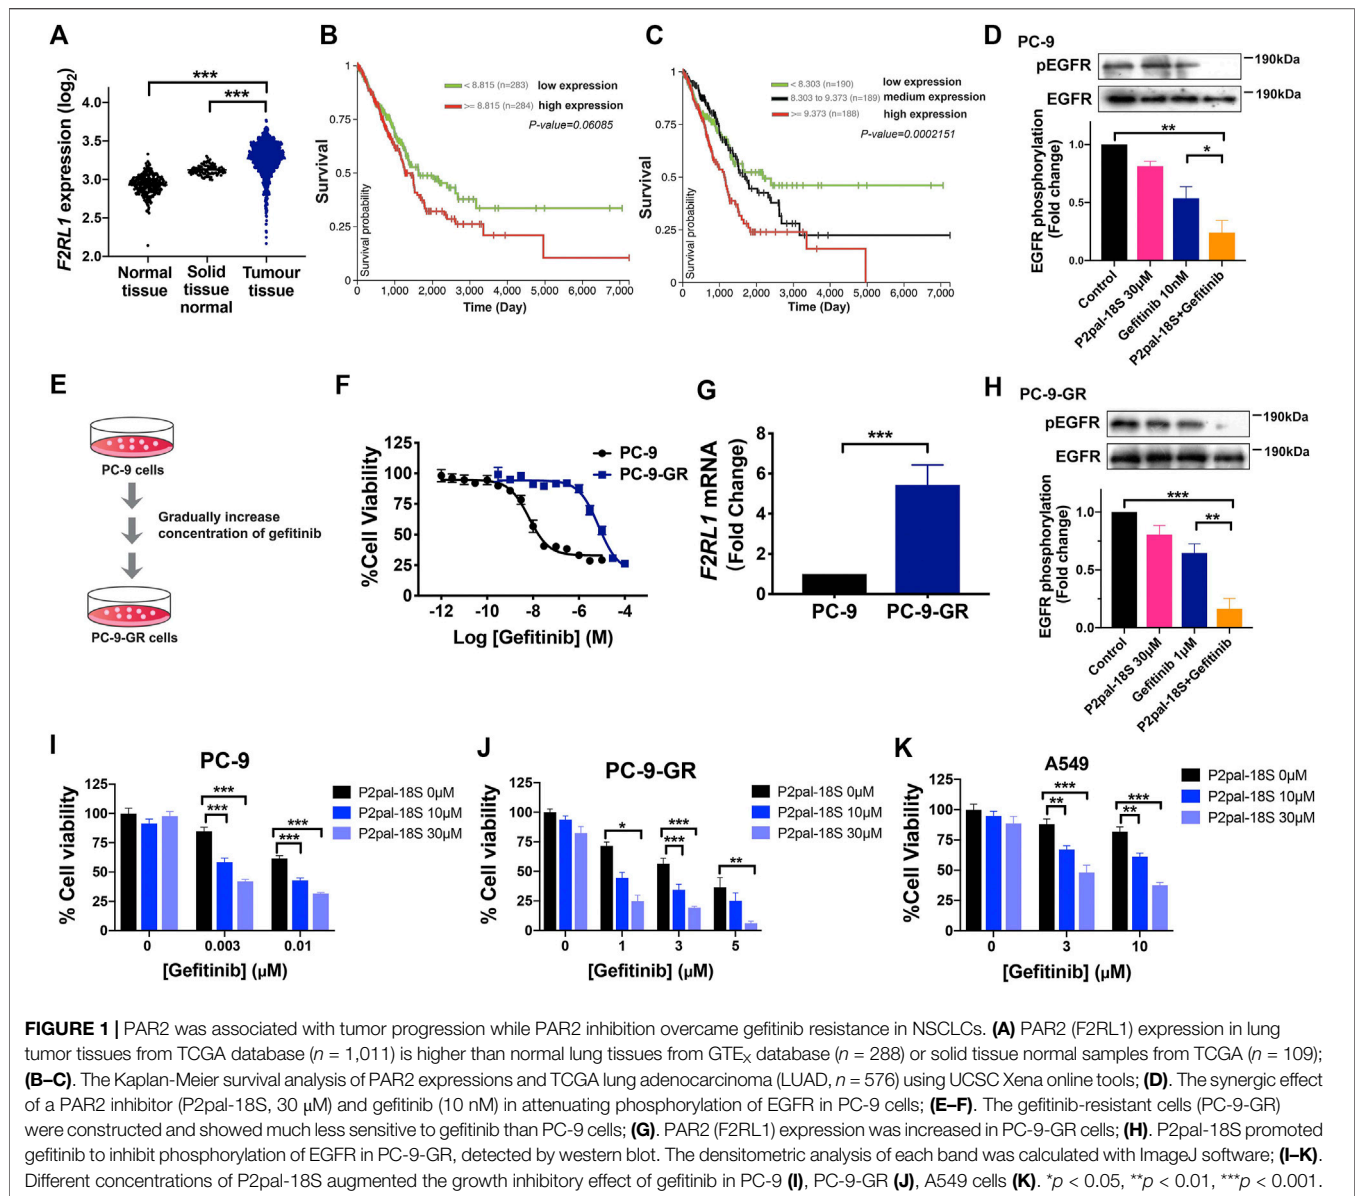 A
F2RL1 expression (log2)
4.0
3.5
3.0
2.5
2.0
***
***
Normal tissue
Solid tissue normal
Tumour tissue
B
Survival
Survival probability
1
0.75
0.5
0.25
0
< 8.815 (n=283) low expression
>= 8.815 (n=284) high expression
P-value=0.06085
0 1,000 2,000 3,000 4,000 5,000 6,000 7,000
Time (Day)
C
Survival
Survival probability
1
0.75
0.5
0.25
0
< 8.303 (n=190) low expression
8.303 to 9.373 (n=189) medium expression
>= 9.373 (n=188) high expression
P-value=0.0002151
0 1,000 2,000 3,000 4,000 5,000 6,000 7,000
Time (Day)
D
PC-9
pEGFR
190kDa
EGFR
190kDa
EGFR phosphorylation
(Fold change)
1.0
0.5
0.0
**
*
Control
P2pal-18S 30µM
Gefitinib 10nM
P2pal-18S+Gefitinib
E
PC-9 cells
Gradually increase
concentration of gefitinib
PC-9-GR cells
F
%Cell Viability
125
100
75
50
25
0
PC-9
PC-9-GR
-12 -10 -8 -6 -4
Log [Gefitinib] (M)
G
F2RL1 mRNA
(Fold Change)
8
6
4
2
0
***
PC-9 PC-9-GR
H
PC-9-GR
pEGFR
190kDa
EGFR
190kDa
EGFR phosphorylation
(Fold change)
1.0
0.5
0.0
***
**
Control
P2pal-18S 30µM
Gefitinib 1µM
P2pal-18S+Gefitinib
I
PC-9
% Cell viability
125
100
75
50
25
0
***
***
***
***
P2pal-18S 0µM
P2pal-18S 10µM
P2pal-18S 30µM
0 0.003 0.01
[Gefitinib] (µM)
J
PC-9-GR
% Cell viability
125
100
75
50
25
0
*
***
***
**
P2pal-18S 0µM
P2pal-18S 10µM
P2pal-18S 30µM
0 1 3 5
[Gefitinib] (µM)
K
A549
%Cell viability
125
100
75
50
25
0
***
**
***
**
P2pal-18S 0µM
P2pal-18S 10µM
P2pal-18S 30µM
0 3 10
[Gefitinib] (µM)
FIGURE 1 | PAR2 was associated with tumor progression while PAR2 inhibition overcame gefitinib resistance in NSCLCs. (A) PAR2 (F2RL1) expression in lung
tumor tissues from TCGA database (n = 1,011) is higher than normal lung tissues from GTEX database (n = 288) or solid tissue normal samples from TCGA (n = 109);
(B–C). The Kaplan-Meier survival analysis of PAR2 expressions and TCGA lung adenocarcinoma (LUAD, n = 576) using UCSC Xena online tools; (D). The synergic effect
of a PAR2 inhibitor (P2pal-18S, 30 µM) and gefitinib (10 nM) in attenuating phosphorylation of EGFR in PC-9 cells; (E–F). The gefitinib-resistant cells (PC-9-GR)
were constructed and showed much less sensitive to gefitinib than PC-9 cells; (G). PAR2 (F2RL1) expression was increased in PC-9-GR cells; (H). P2pal-18S promoted
gefitinib to inhibit phosphorylation of EGFR in PC-9-GR, detected by western blot. The densitometric analysis of each band was calculated with ImageJ software; (I–K).
Different concentrations of P2pal-18S augmented the growth inhibitory effect of gefitinib in PC-9 (I), PC-9-GR (J), A549 cells (K). *p < 0.05, **p < 0.01, ***p < 0.001.